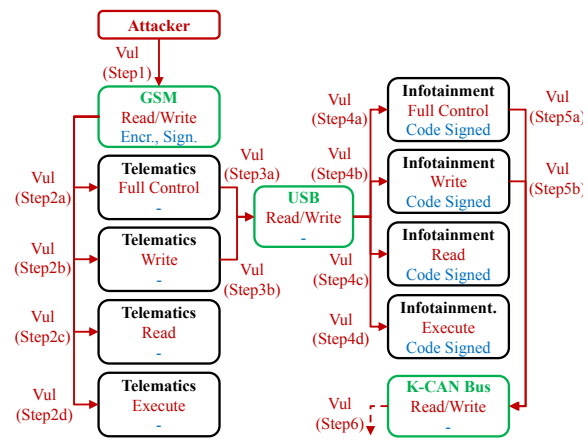 Attacker
Vul
(Step1)
GSM
Read/Write
Encr., Sign.
Vul
(Step2a)
Telematics
Full Control
-
Vul
(Step2b)
Telematics
Write
-
Vul
(Step2c)
Telematics
Read
-
Vul
(Step2d)
Telematics
Execute
-
Vul
(Step3a)
Vul
(Step3b)
USB
Read/Write
-
Vul
(Step4a)
Infotainment
Full Control
Code Signed
Vul
(Step4b)
Infotainment
Write
Code Signed
Vul
(Step4c)
Infotainment
Read
Code Signed
Vul
(Step4d)
Infotainment.
Execute
Code Signed
Vul
(Step5a)
Vul
(Step5b)
K-CAN Bus
Read/Write
-
Vul
(Step6)